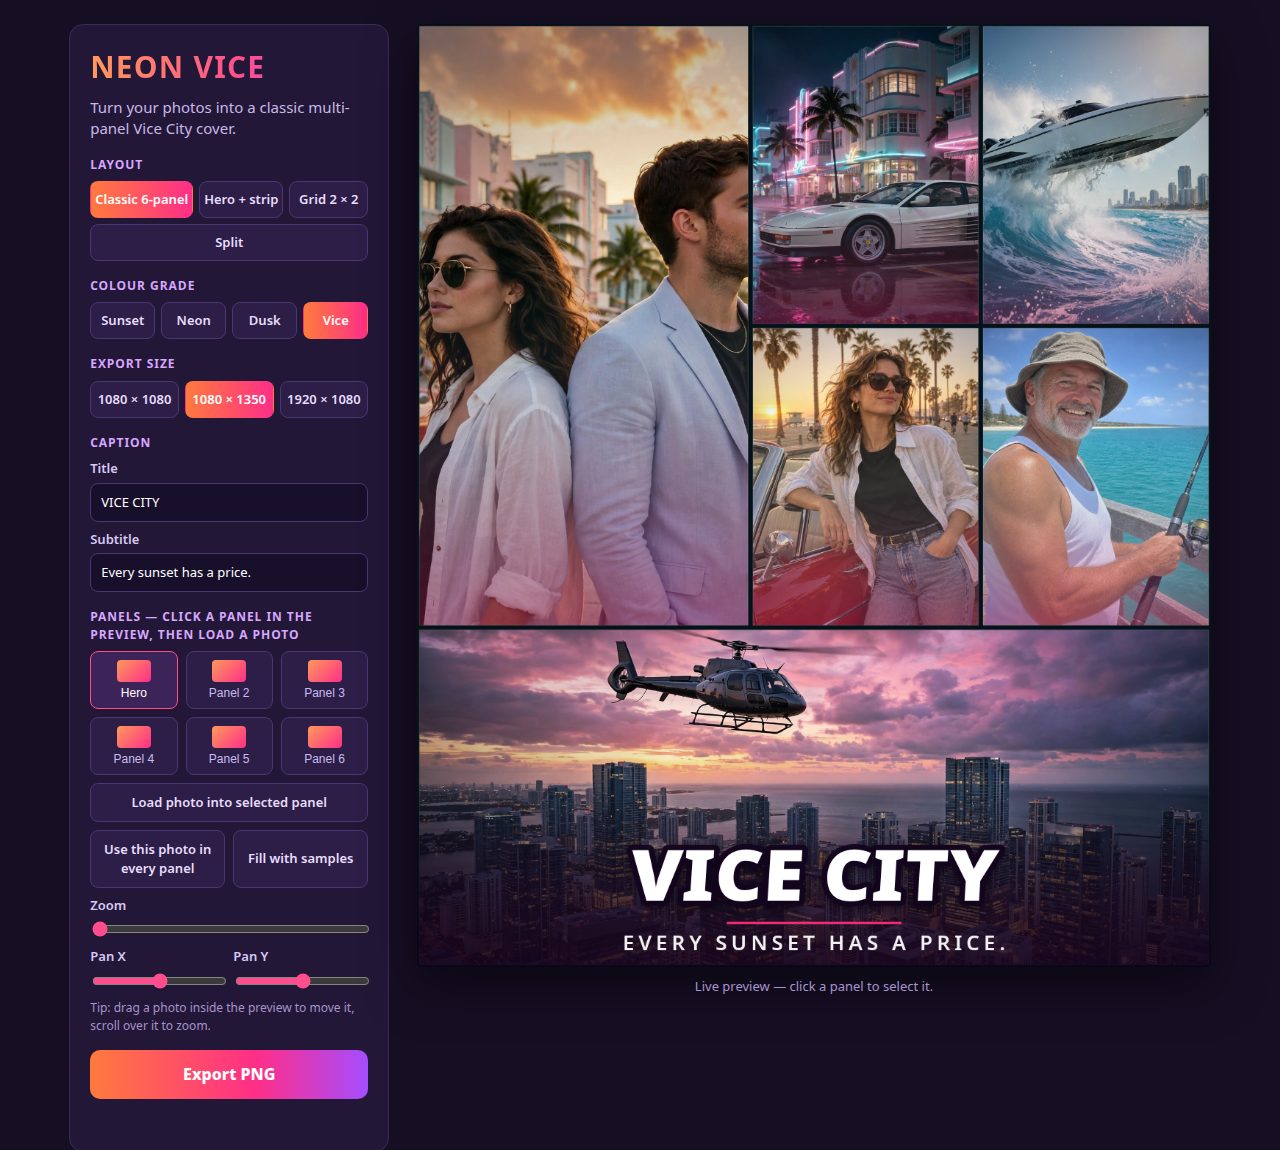 NEON VICE
Turn your photos into a classic multi-
panel Vice City cover.
LAYOUT
Classic 6-panel
Hero + strip
Grid 2 × 2
Split
COLOUR GRADE
Sunset
Neon
Dusk
Vice
EXPORT SIZE
1080 × 1080
1080 × 1350
1920 × 1080
CAPTION
Title
VICE CITY
Subtitle
Every sunset has a price.
PANELS — CLICK A PANEL IN THE
PREVIEW, THEN LOAD A PHOTO
Hero
Panel 2
Panel 3
Panel 4
Panel 5
Panel 6
Load photo into selected panel
Use this photo in
every panel
Fill with samples
Zoom
Pan X
Pan Y
Tip: drag a photo inside the preview to move it,
scroll over it to zoom.
Export PNG
VICE CITY
EVERY SUNSET HAS A PRICE.
Live preview — click a panel to select it.